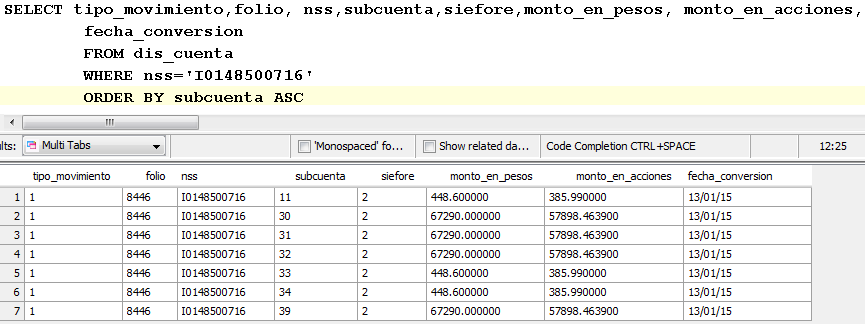 SELECT tipo_movimiento,folio, nss,subcuenta,siefore,monto_en_pesos, monto_en_acciones,
fecha_conversion
FROM dis_cuenta
WHERE nss='I0148500716'
ORDER BY subcuenta ASC
lts: Multi Tabs 'Monospaced' fo... Show related da... Code Completion CTRL+SPACE 12:25
tipo_movimiento folio nss subcuenta siefore monto_en_pesos monto_en_acciones fecha_conversion
1 1 8446 I0148500716 11 2 448.600000 385.990000 13/01/15
2 1 8446 I0148500716 30 2 67290.000000 57898.463900 13/01/15
3 1 8446 I0148500716 31 2 67290.000000 57898.463900 13/01/15
4 1 8446 I0148500716 32 2 67290.000000 57898.463900 13/01/15
5 1 8446 I0148500716 33 2 448.600000 385.990000 13/01/15
6 1 8446 I0148500716 34 2 448.600000 385.990000 13/01/15
7 1 8446 I0148500716 39 2 67290.000000 57898.463900 13/01/15